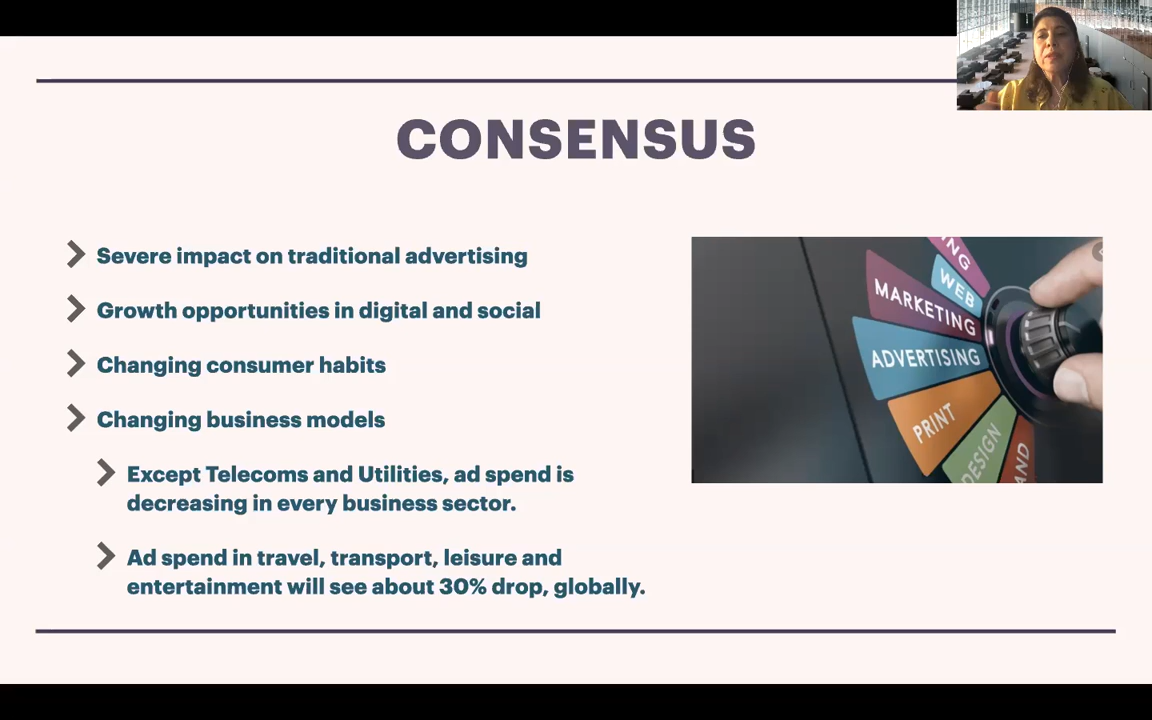 CONSENSUS
Severe impact on traditional advertising
Growth opportunities in digital and social
Changing consumer habits
Changing business models
Except Telecoms and Utilities, ad spend is
decreasing in every business sector.
Ad spend in travel, transport, leisure and
entertainment will see about 30% drop, globally.
WEB
MARKETING
ADVERTISING
PRINT
DESIGN